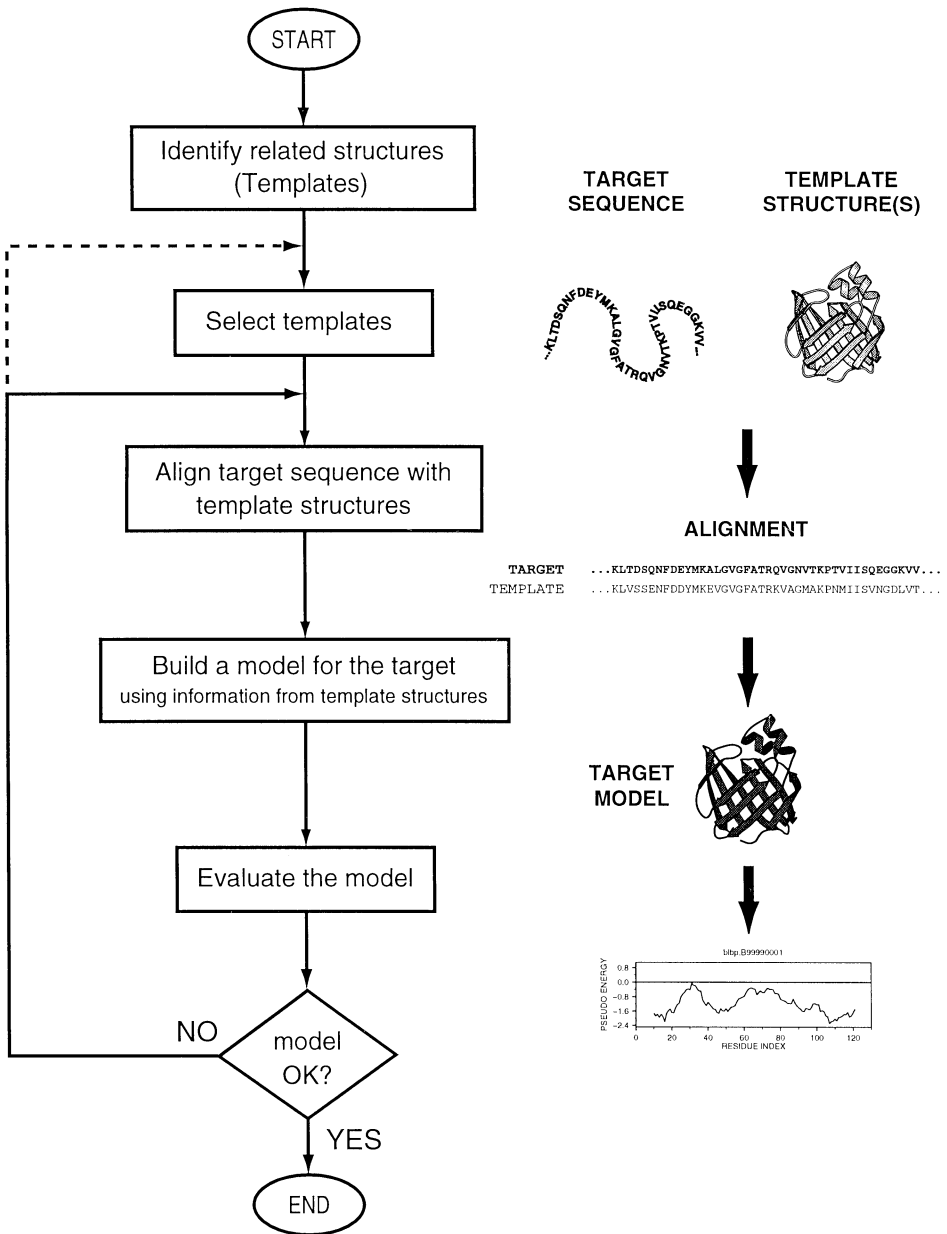 START
Identify related structures
(Templates)
Select templates
Align target sequence with
template structures
Build a model for the target
using information from template structures
Evaluate the model
NO
model
OK?
YES
END
TARGET
SEQUENCE
TEMPLATE
STRUCTURE(S)
...KLTDSQNFDEYMKALGVGFATRQVGNVTKPTVIISQEGGKVV...
ALIGNMENT
TARGET ...KLTDSQNFDEYMKALGVGFATRQVGNVTKPTVIISQEGGKVV...
TEMPLATE ...KLVSSENFDDYMKEVGVGFATRKVAGMAKPNMIISVNGDLVT...
TARGET
MODEL
blbp.B99990001
PSEUDO ENERGY
0.8
0.0
-0.8
-1.6
-2.4
0 20 40 60 80 100 120
RESIDUE INDEX